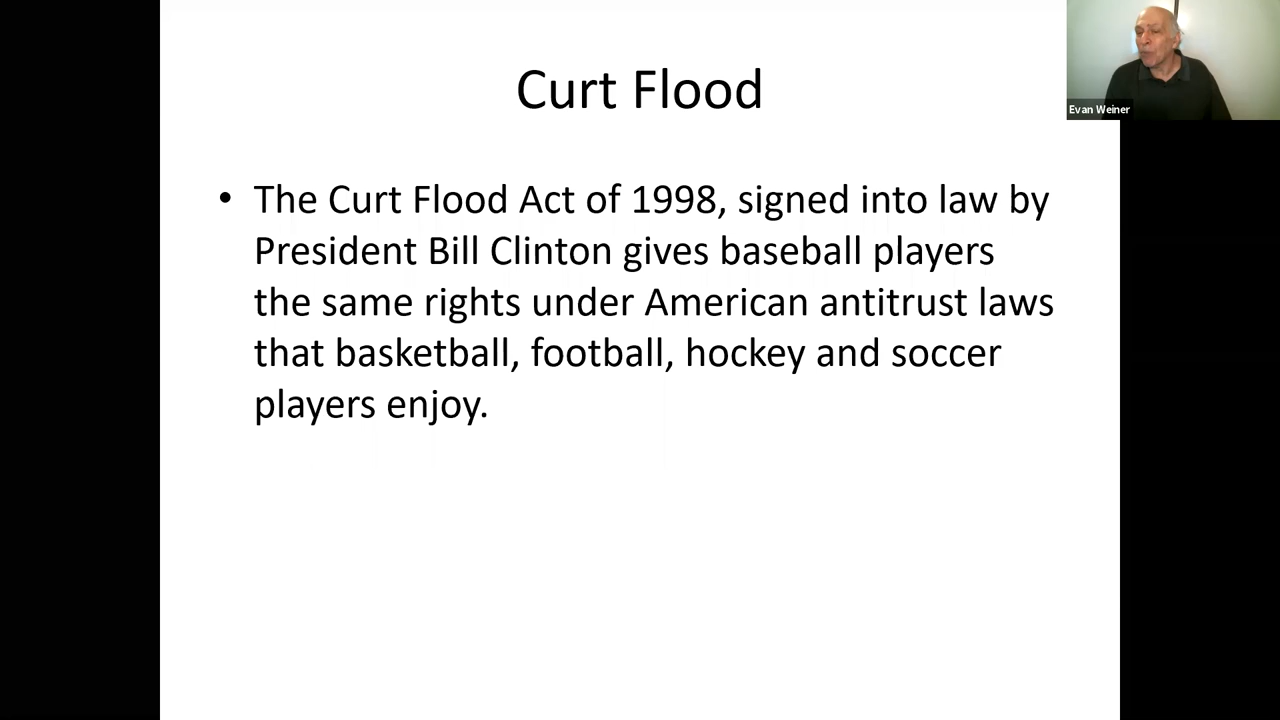 Curt Flood
• The Curt Flood Act of 1998, signed into law by
President Bill Clinton gives baseball players
the same rights under American antitrust laws
that basketball, football, hockey and soccer
players enjoy.
Evan Weiner